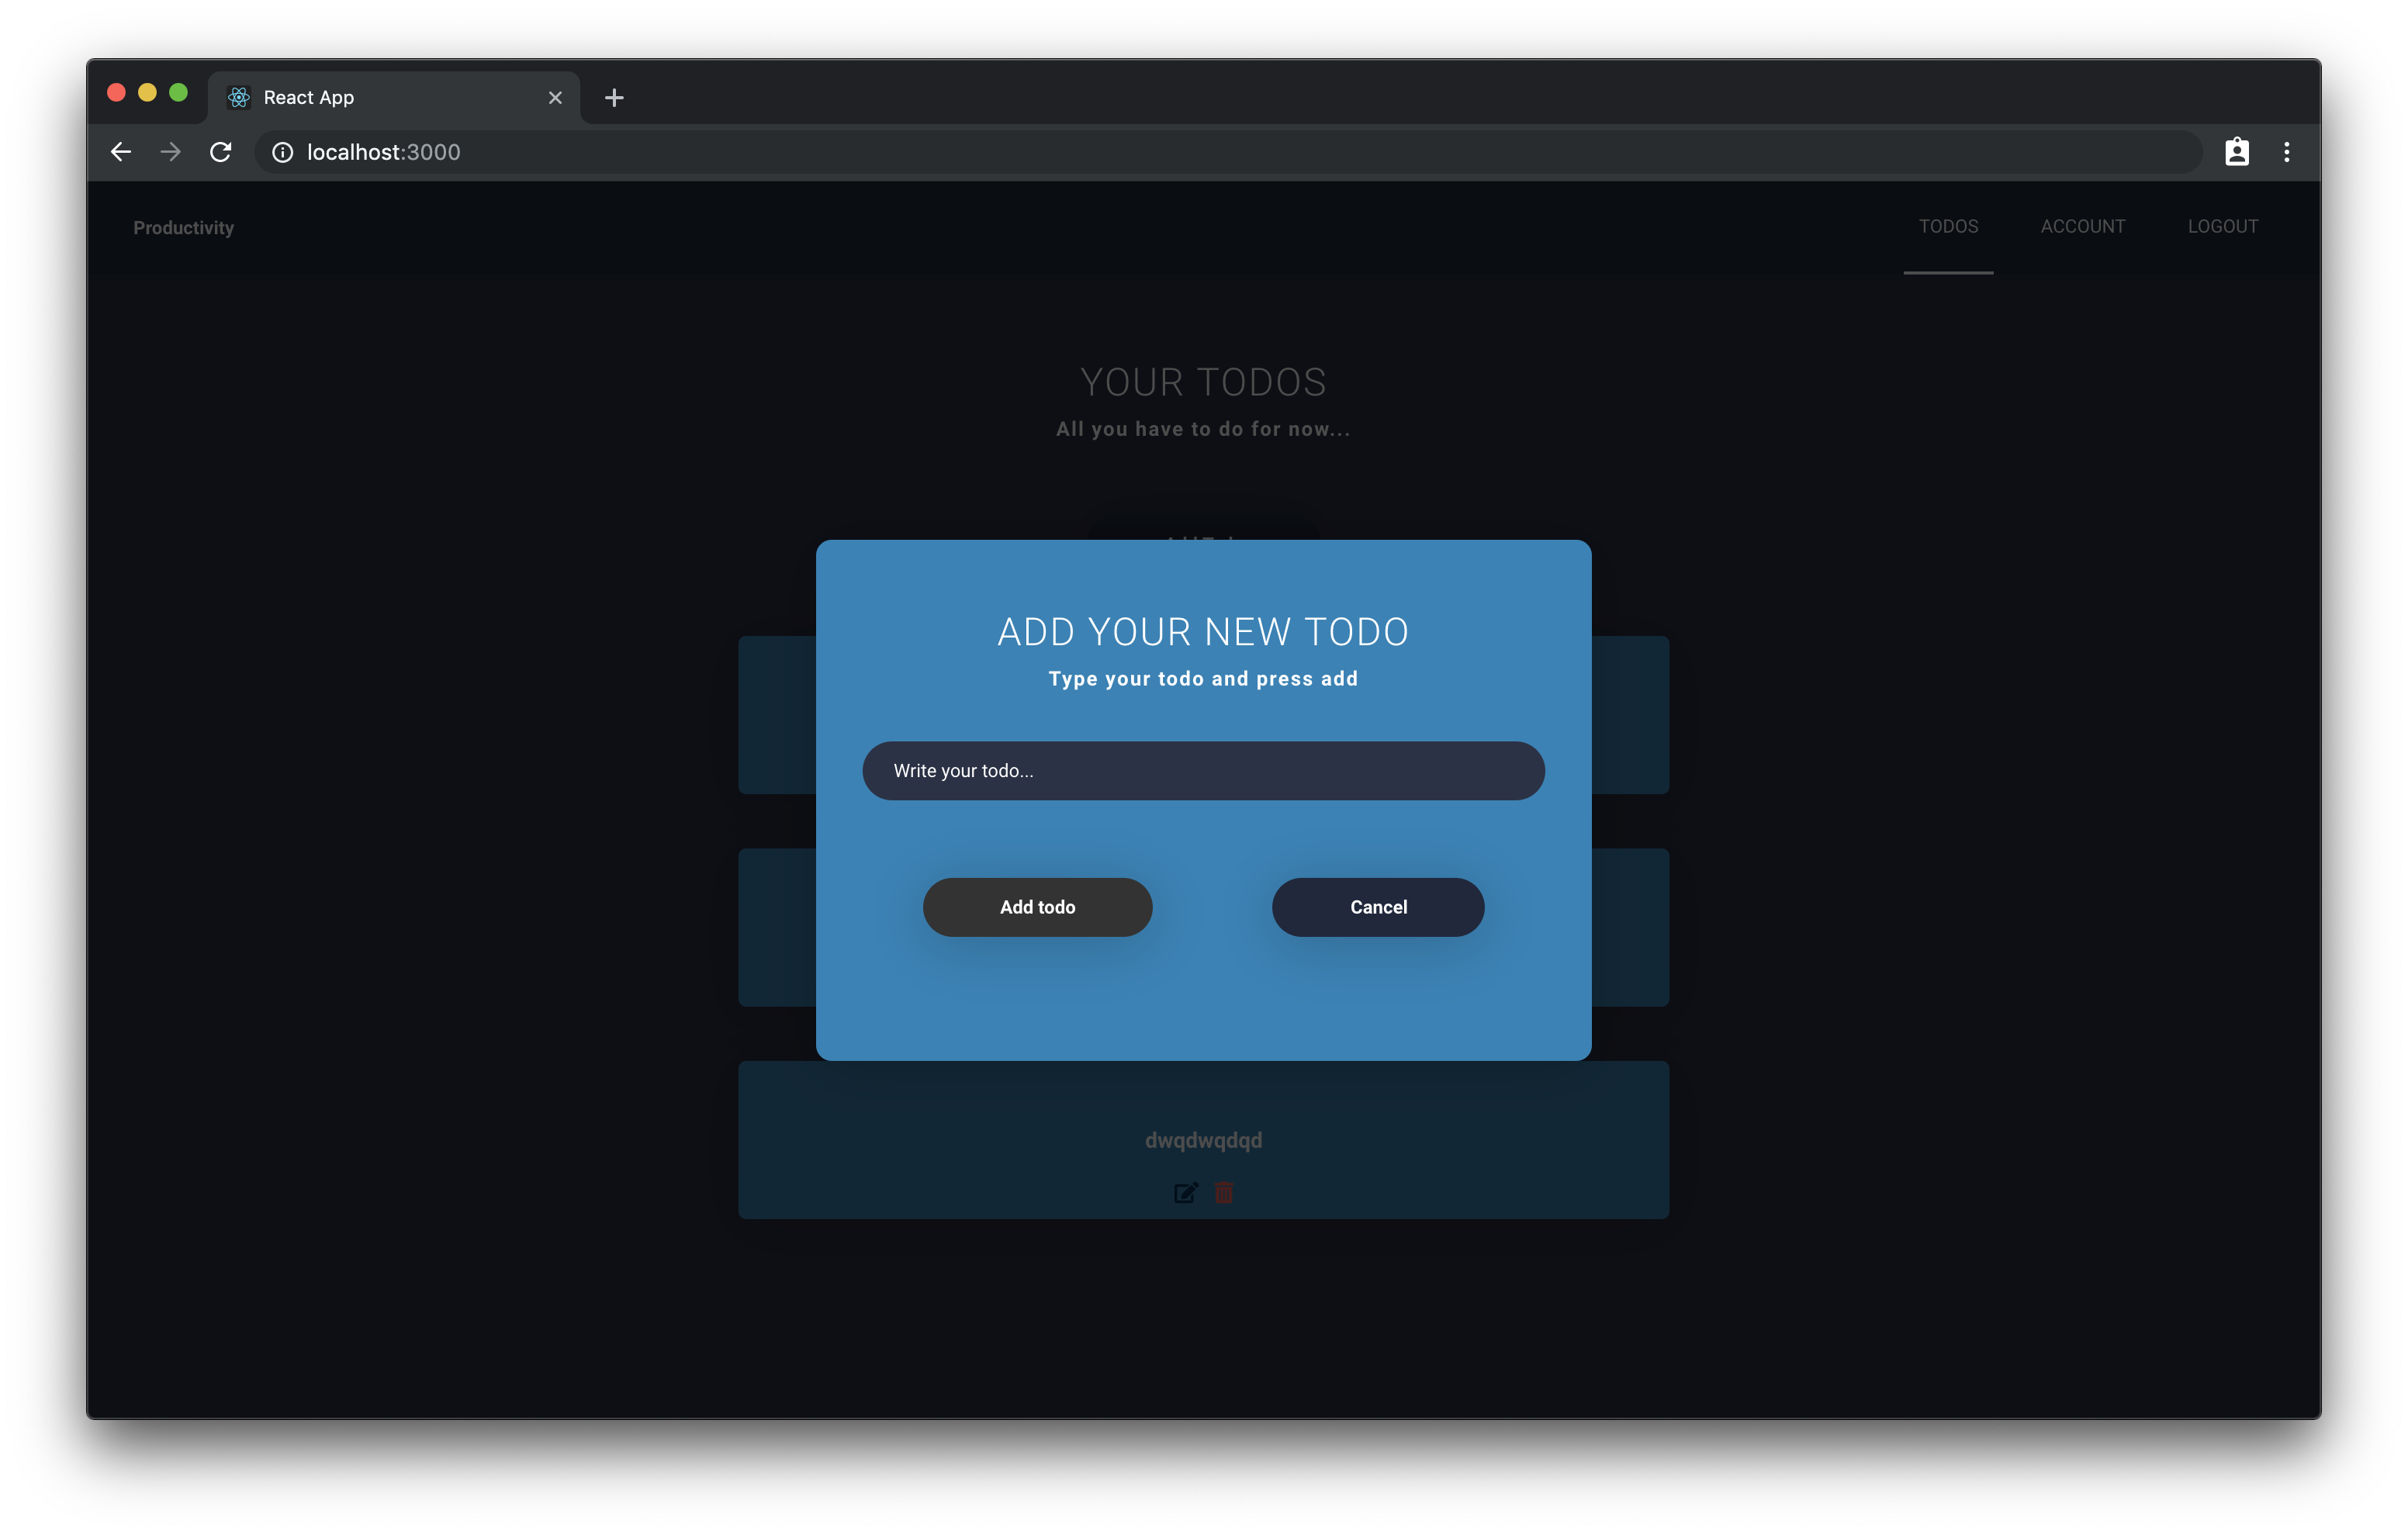 React App
localhost:3000
Productivity
TODOS ACCOUNT LOGOUT
YOUR TODOS
All you have to do for now...
ADD YOUR NEW TODO
Type your todo and press add
Write your todo...
Add todo Cancel
dwqdwqdqd